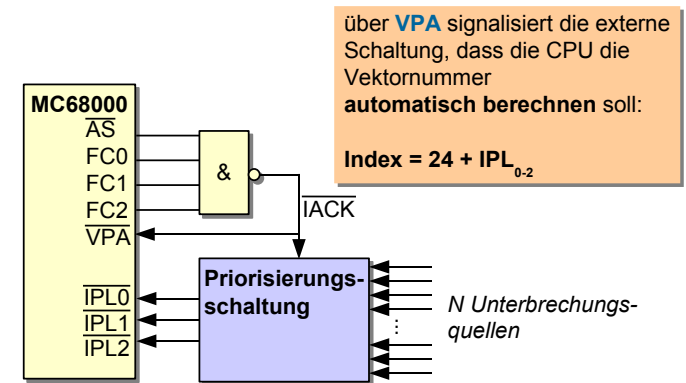 über VPA signalisiert die externe
Schaltung, dass die CPU die
Vektornummer
automatisch berechnen soll:
Index = 24 + IPL0-2
MC68000
AS
FC0
FC1
FC2
VPA
IPL0
IPL1
IPL2
&
IACK
Priorisierungs-
schaltung
N Unterbrechungs-
quellen
...